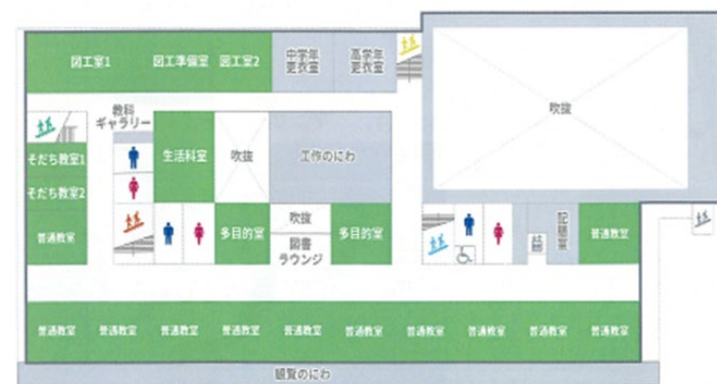 図工室1
図工準備室
図工室2
中学年
更衣室
高学年
更衣室
吹抜
教科
ギャラリー
そだち教室1
そだち教室2
普通教室
生活科室
吹抜
工作のにわ
多目的室
吹抜
図書
ラウンジ
多目的室
普通教室
普通教室
普通教室
普通教室
普通教室
普通教室
普通教室
普通教室
普通教室
普通教室
普通教室
観覧のにわ